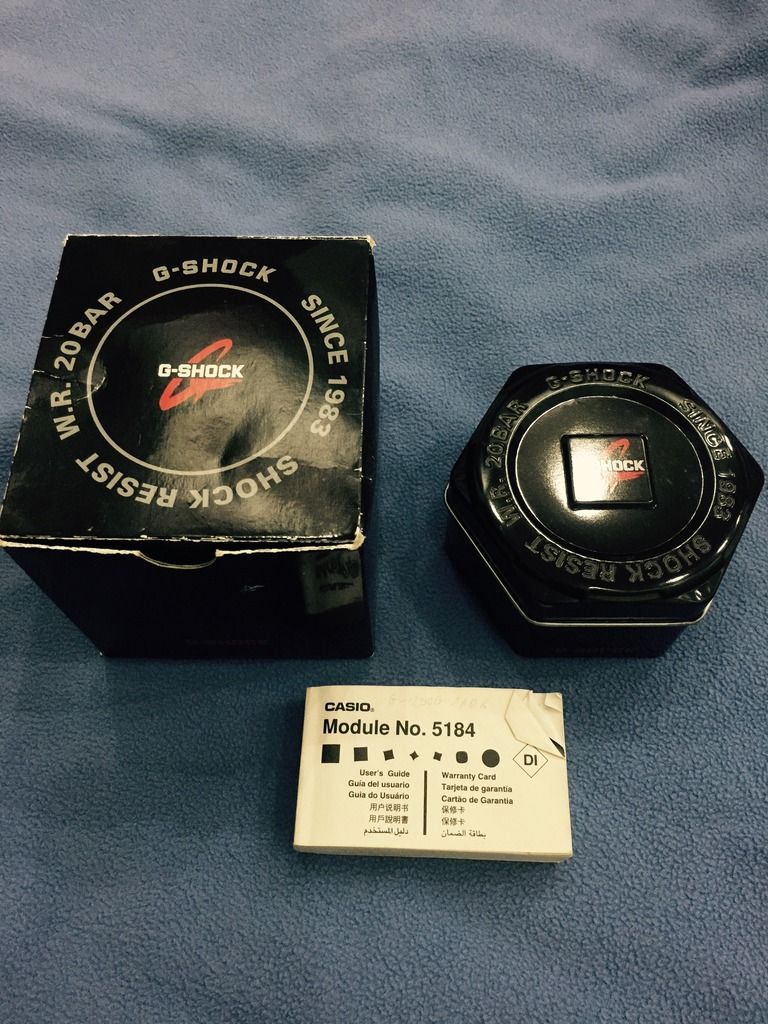 G-SHOCK
SINCE 1983
SHOCK RESIST
W.R. 20BAR
G-SHOCK
G-SHOCK
SINCE 1983
SHOCK RESIST
W.R. 20BAR
HOCK
CASIO®
Module No. 5184
DI
User's Guide
Guía del usuario
Guia do Usuário
用户说明书
用戶說明書
دليل المستخدم
Warranty Card
Tarjeta de garantía
Cartão de Garantia
保修卡
保修卡
بطاقة الضمان